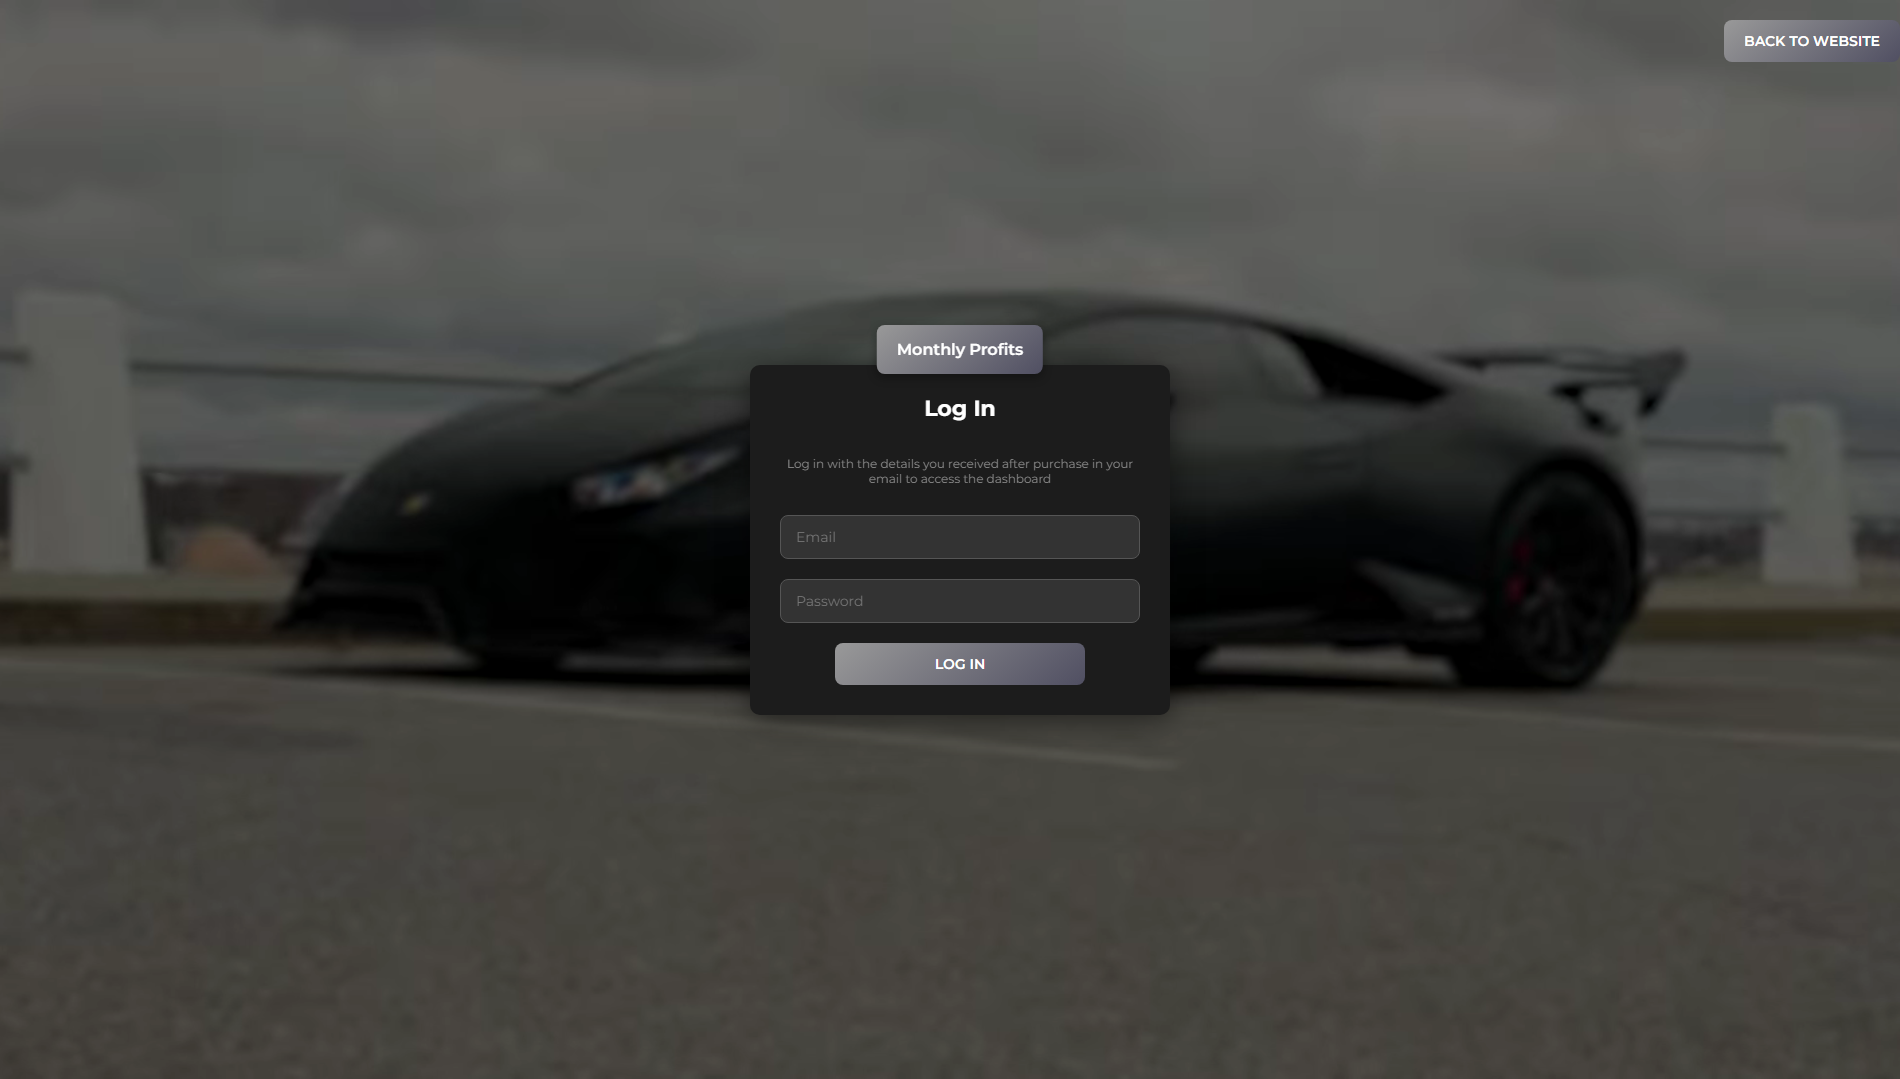 BACK TO WEBSITE
Monthly Profits
Log In
Log in with the details you received after purchase in your
email to access the dashboard
Email
Password
LOG IN